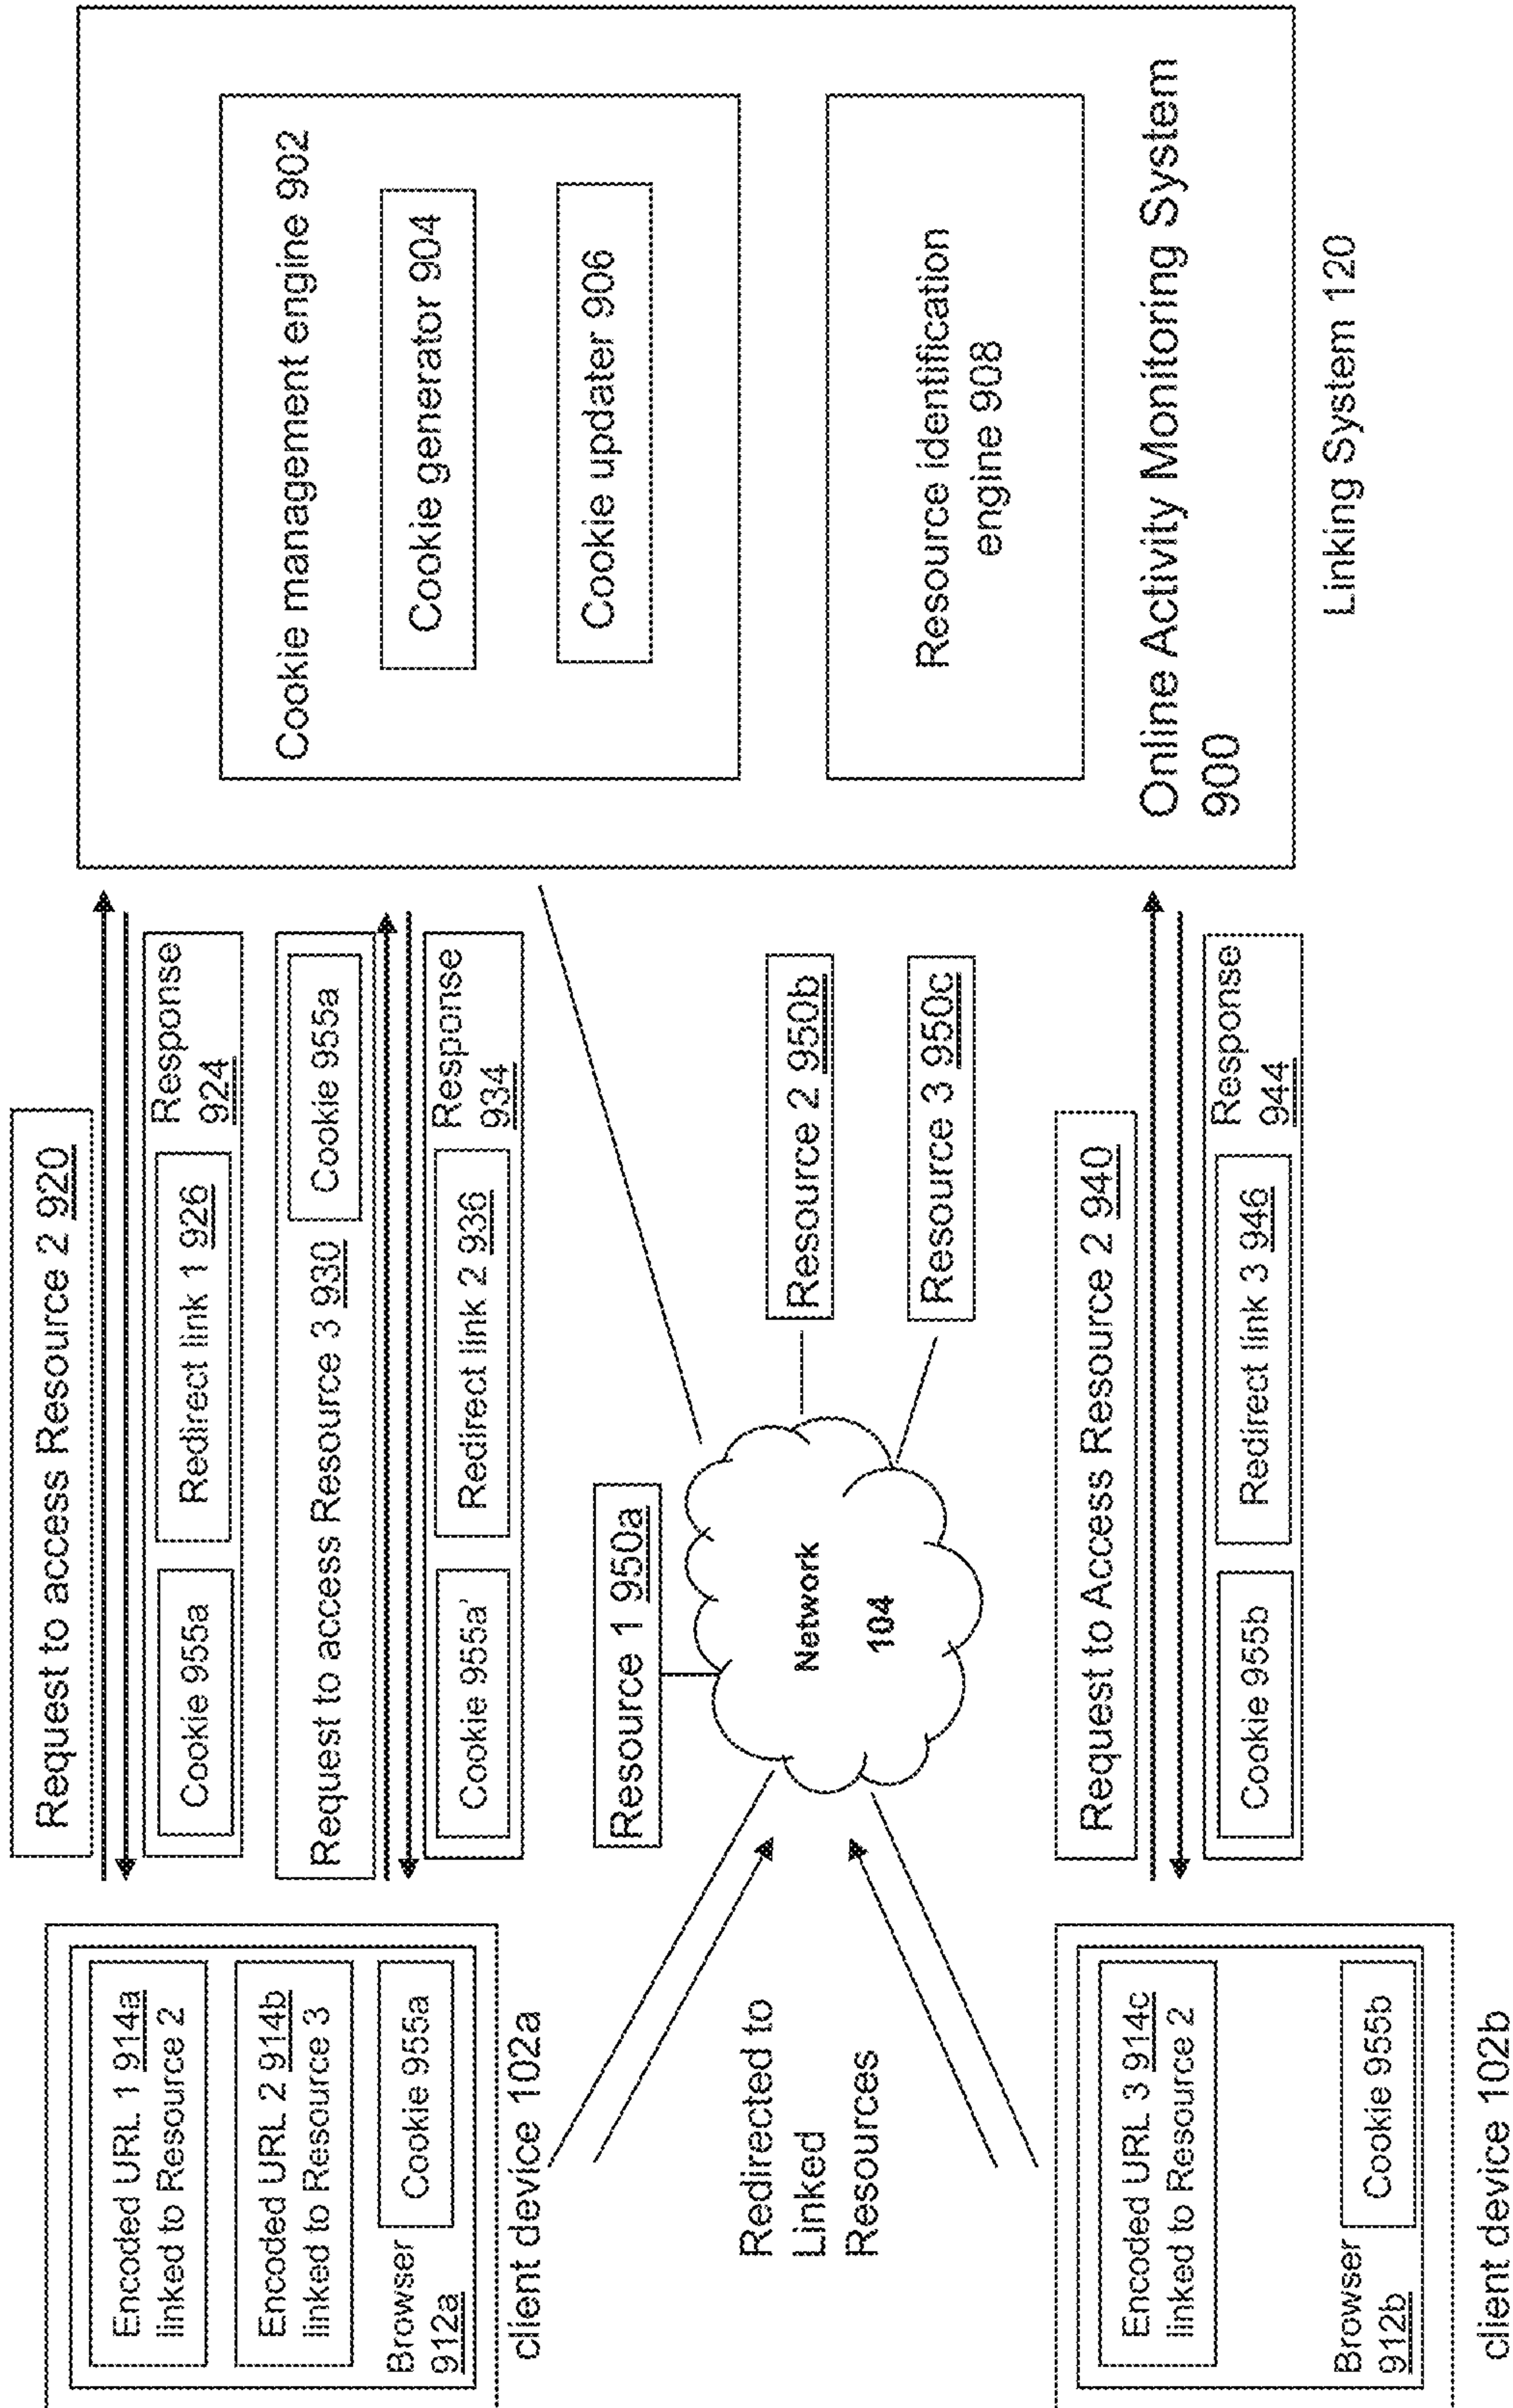 Request to access Resource 2 920
Cookie 955a
Redirect link 1 926
Response
924
Request to access Resource 3 930
Cookie 955a
Cookie 955a'
Redirect link 2 936
Response
934
Encoded URL 1 914a
linked to Resource 2
Encoded URL 2 914b
linked to Resource 3
Browser
912a
Cookie 955a
client device 102a
Cookie management engine 902
Cookie generator 904
Cookie updater 906
Resource identification
engine 908
Online Activity Monitoring System
900
Linking System 120
Resource 1 950a
Network
104
Resource 2 950b
Resource 3 950c
Redirected to
Linked
Resources
Request to Access Resource 2 940
Cookie 955b
Redirect link 3 946
Response
944
Encoded URL 3 914c
linked to Resource 2
Browser
912b
Cookie 955b
client device 102b